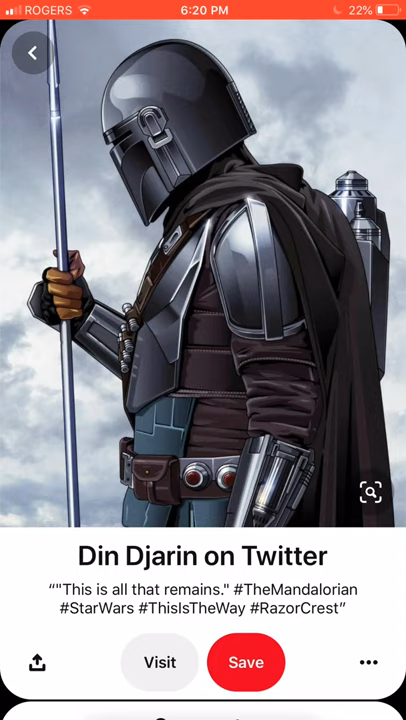 ROGERS 6:20 PM 22%
Din Djarin on Twitter
“"This is all that remains." #TheMandalorian
#StarWars #ThisIsTheWay #RazorCrest”
Visit Save